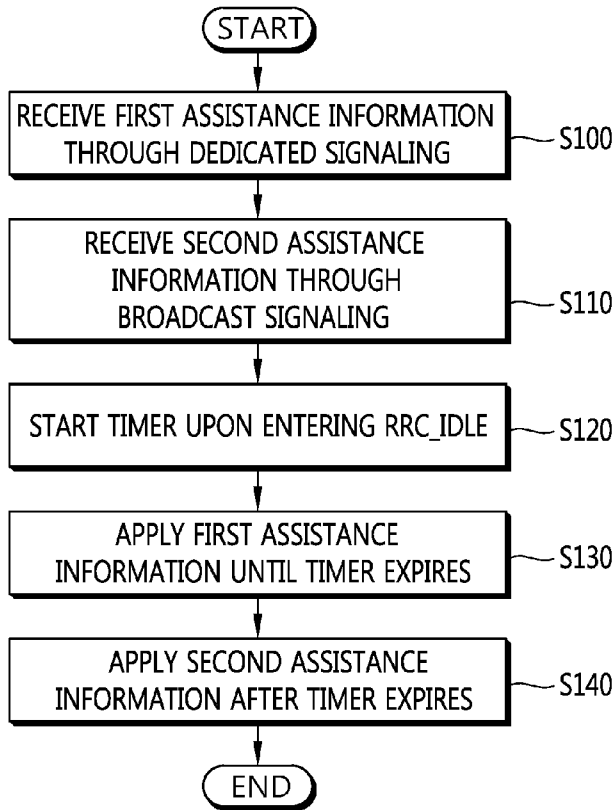 START
RECEIVE FIRST ASSISTANCE INFORMATION
THROUGH DEDICATED SIGNALING
S100
RECEIVE SECOND ASSISTANCE
INFORMATION THROUGH
BROADCAST SIGNALING
S110
START TIMER UPON ENTERING RRC_IDLE
S120
APPLY FIRST ASSISTANCE
INFORMATION UNTIL TIMER EXPIRES
S130
APPLY SECOND ASSISTANCE
INFORMATION AFTER TIMER EXPIRES
S140
END